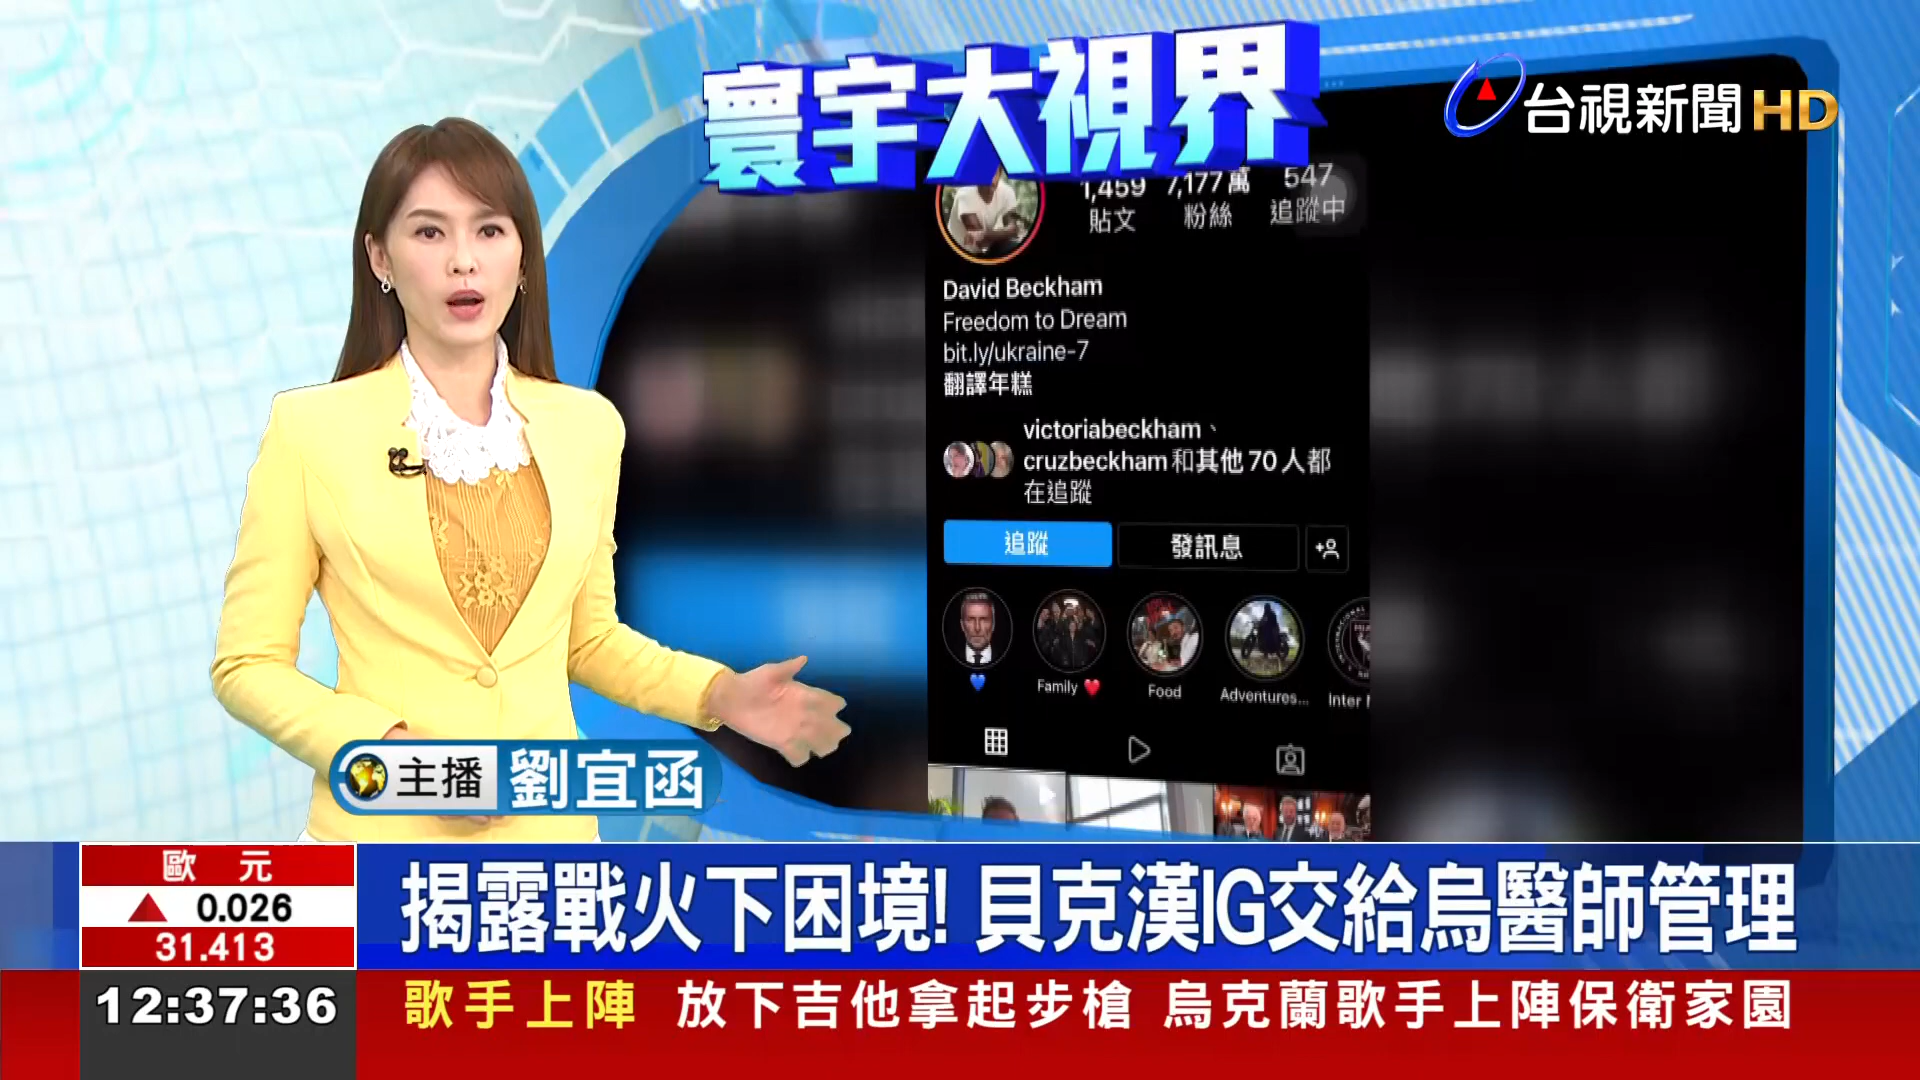 寰宇大視界
台視新聞HD
1,459 7,177萬 547
貼文 粉絲 追蹤中
David Beckham
Freedom to Dream
bit.ly/ukraine-7
翻譯年糕
victoriabeckham、
cruzbeckham和其他70人都
在追蹤
追蹤 發訊息
Family Food Adventures... Inter
主播 劉宜函
歐元
0.026
31.413
揭露戰火下困境!貝克漢IG交給烏醫師管理
12:37:36
歌手上陣 放下吉他拿起步槍 烏克蘭歌手上陣保衛家園